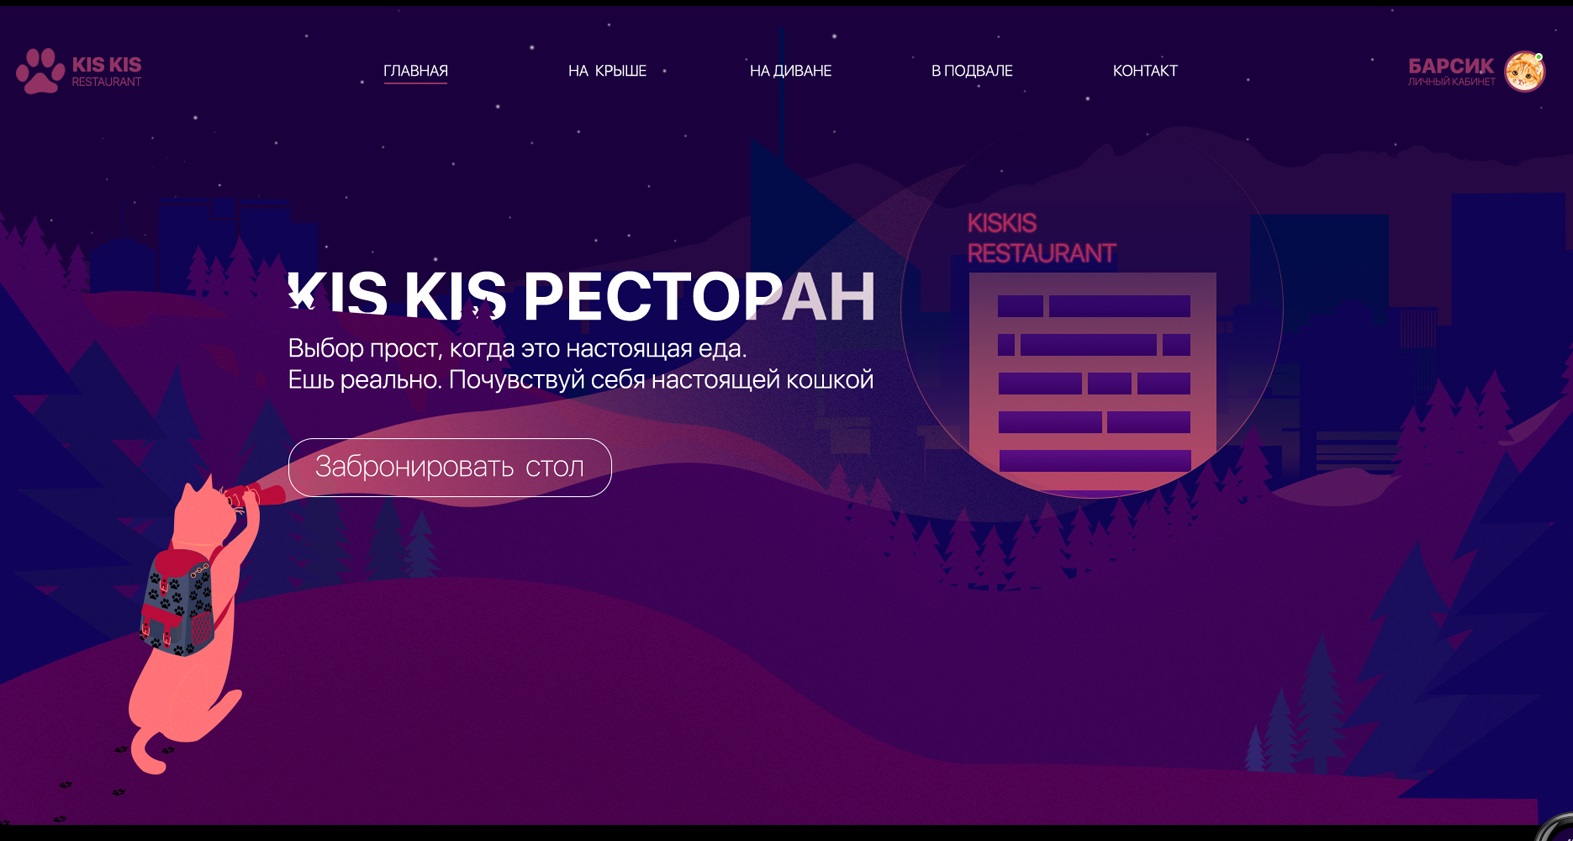 KIS KIS
RESTAURANT
ГЛАВНАЯ
НА КРЫШЕ
НА ДИВАНЕ
В ПОДВАЛЕ
КОНТАКТ
БАРСИК
ЛИЧНЫЙ КАБИНЕТ
KISKIS
RESTAURANT
KIS KIS РЕСТОРАН
Выбор прост, когда это настоящая еда.
Ешь реально. Почувствуй себя настоящей кошкой
Забронировать стол